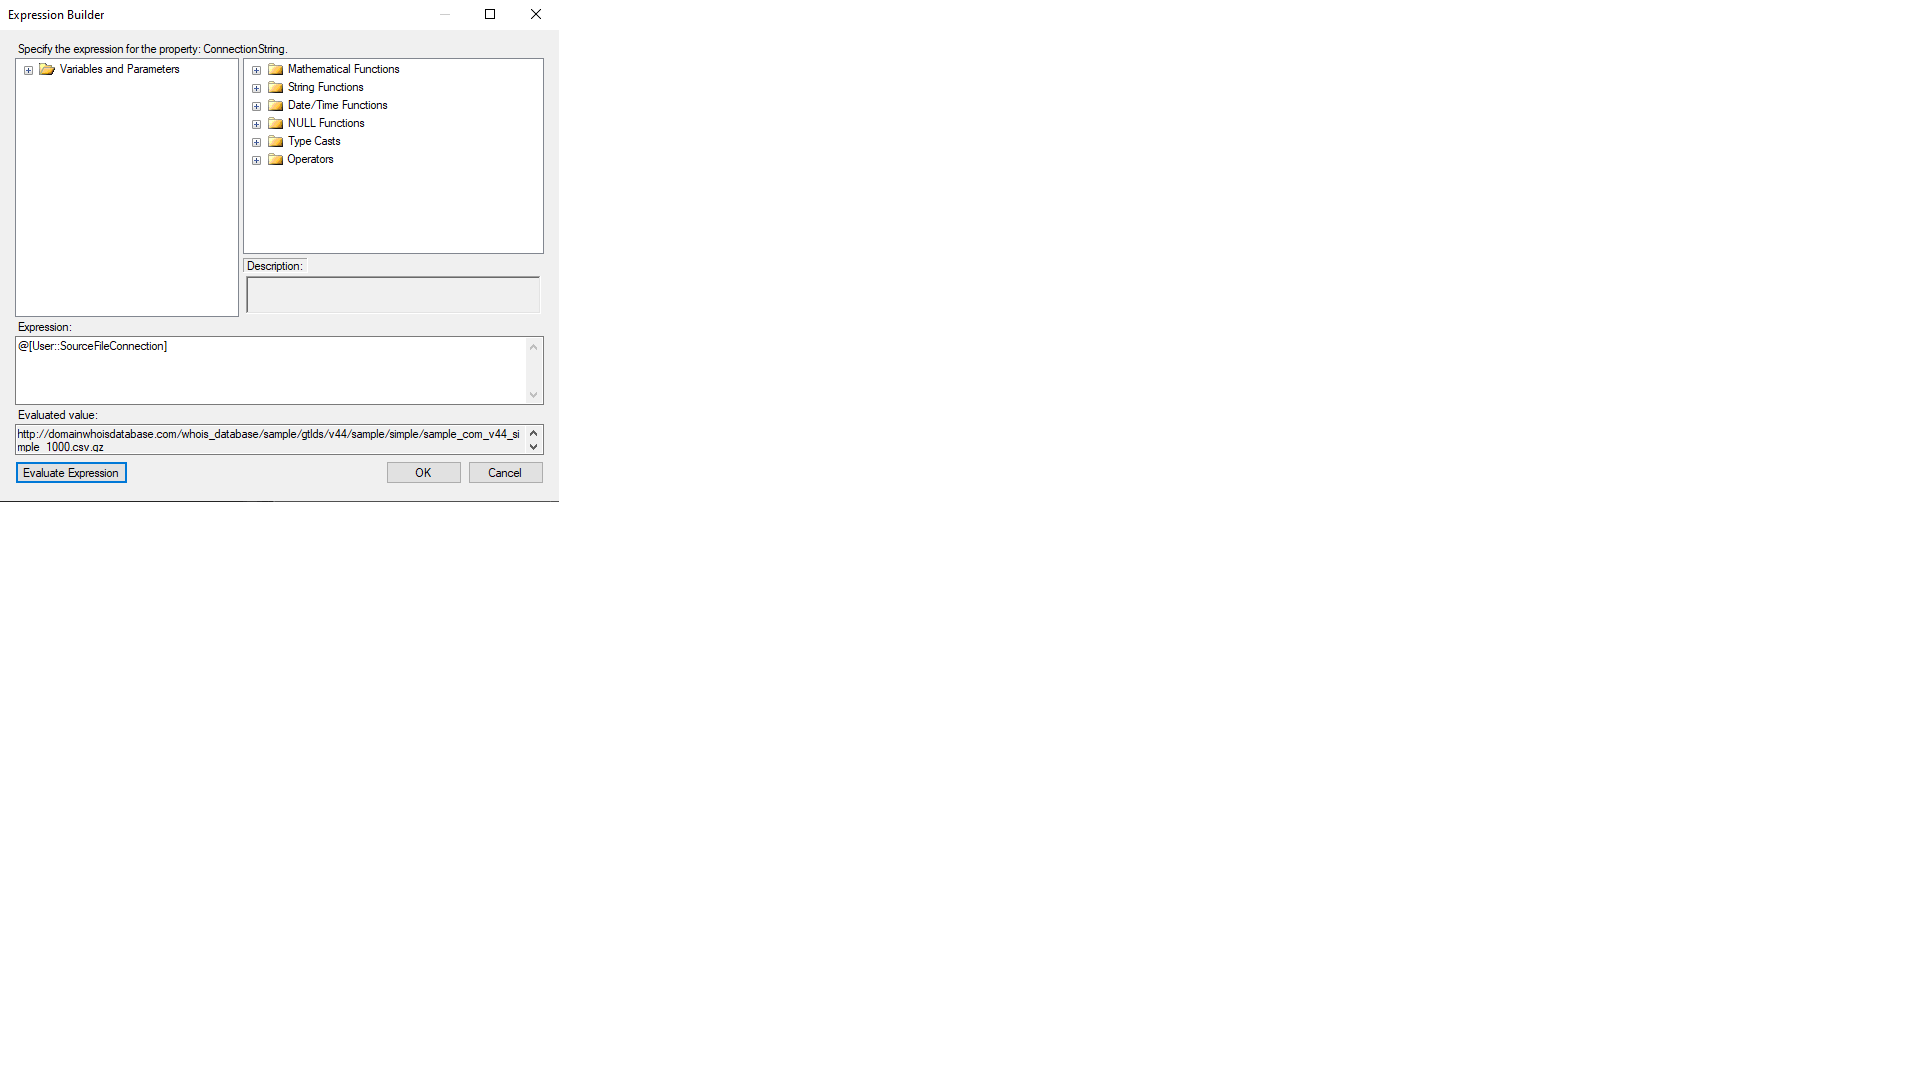 Expression Builder
Specify the expression for the property: ConnectionString.
Variables and Parameters
Mathematical Functions
String Functions
Date/Time Functions
NULL Functions
Type Casts
Operators
Description:
Expression:
@[User::SourceFileConnection]
Evaluated value:
http://domainwhoisdatabase.com/whois_database/sample/gtlds/v44/sample/simple/sample_com_v44_si
mple_1000.csv.gz
Evaluate Expression
OK
Cancel